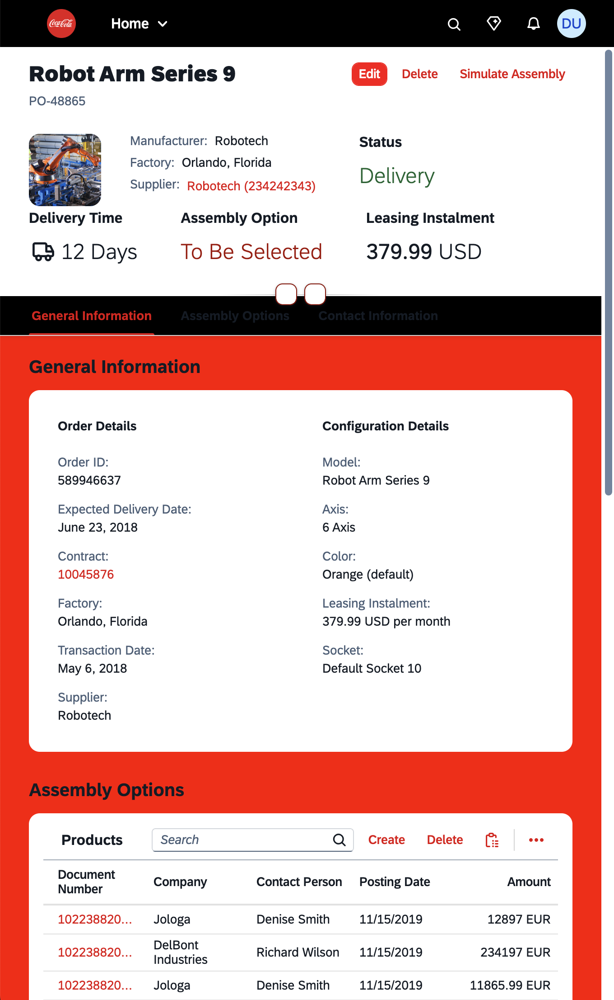 Coca-Cola
Home
DU
Robot Arm Series 9
Edit
Delete
Simulate Assembly
PO-48865
Manufacturer: Robotech
Factory: Orlando, Florida
Supplier: Robotech (234242343)
Status
Delivery
Delivery Time
12 Days
Assembly Option
To Be Selected
Leasing Instalment
379.99 USD
General Information
Assembly Options
Contact Information
General Information
Order Details
Order ID:
589946637
Expected Delivery Date:
June 23, 2018
Contract:
10045876
Factory:
Orlando, Florida
Transaction Date:
May 6, 2018
Supplier:
Robotech
Configuration Details
Model:
Robot Arm Series 9
Axis:
6 Axis
Color:
Orange (default)
Leasing Instalment:
379.99 USD per month
Socket:
Default Socket 10
Assembly Options
Products
Search
Create
Delete
Document
Number
Company
Contact Person
Posting Date
Amount
102238820...
Jologa
Denise Smith
11/15/2019
12897 EUR
102238820...
DelBont
Industries
Richard Wilson
11/15/2019
234197 EUR
102238820...
Jologa
Denise Smith
11/15/2019
11865.99 EUR